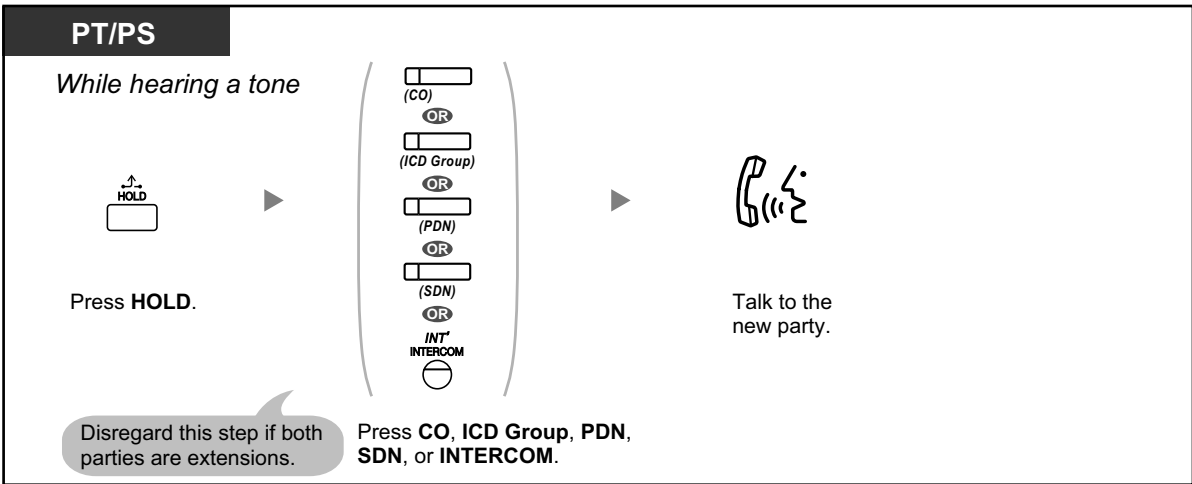 PT/PS
While hearing a tone
HOLD
Press HOLD.
(CO)
OR
(ICD Group)
OR
(PDN)
OR
(SDN)
OR
INT'
INTERCOM
Disregard this step if both
parties are extensions.
Press CO, ICD Group, PDN,
SDN, or INTERCOM.
Talk to the
new party.